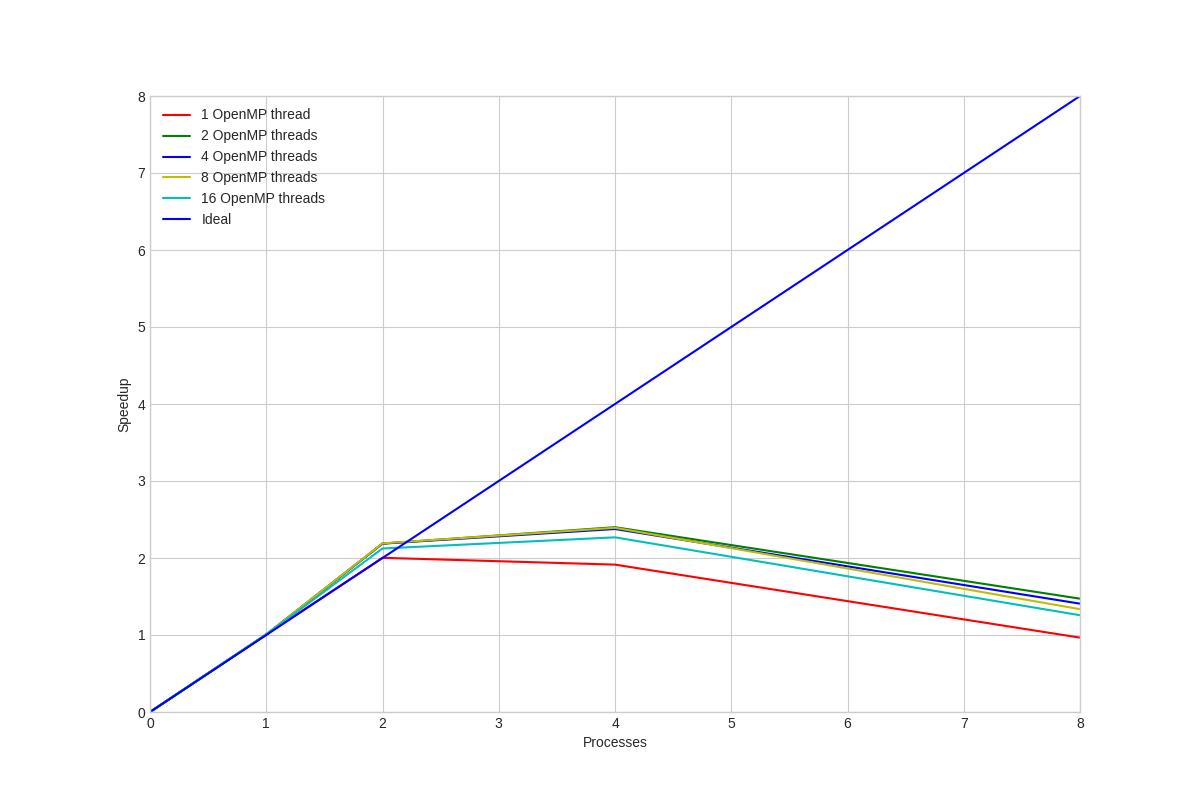 8
7
6
5
4
3
2
1
0
Speedup
1 OpenMP thread
2 OpenMP threads
4 OpenMP threads
8 OpenMP threads
16 OpenMP threads
Ideal
0 1 2 3 4 5 6 7 8
Processes